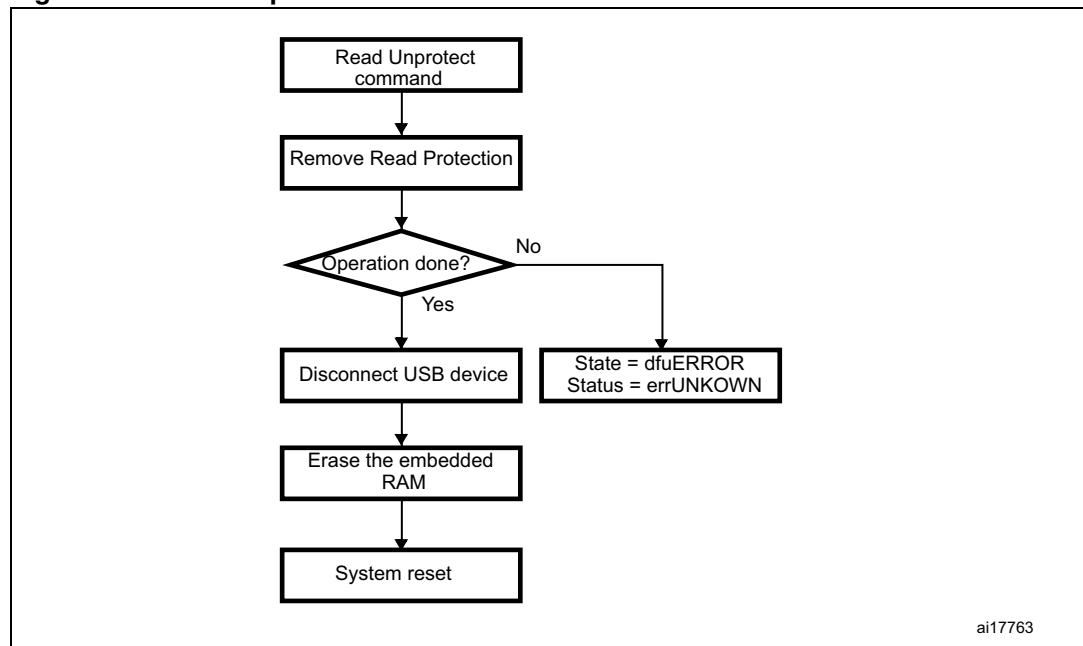 Read Unprotect
command
Remove Read Protection
Operation done?
No
Yes
Disconnect USB device
State = dfuERROR
Status = errUNKOWN
Erase the embedded
RAM
System reset
ai17763